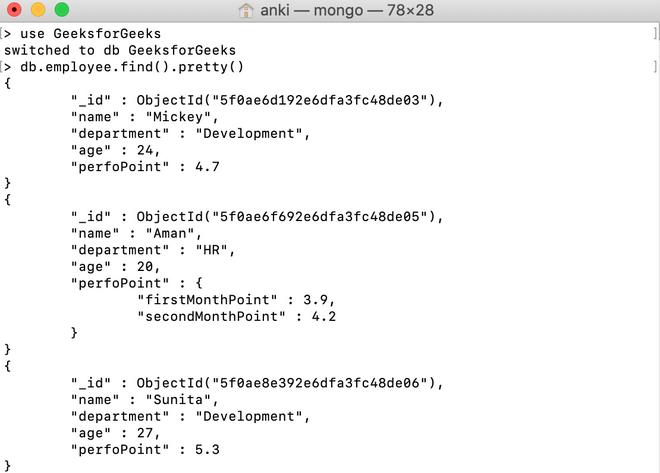 anki — mongo — 78×28
[> use GeeksforGeeks ]
switched to db GeeksforGeeks
[> db.employee.find().pretty() ]
{
        "_id" : ObjectId("5f0ae6d192e6dfa3fc48de03"),
        "name" : "Mickey",
        "department" : "Development",
        "age" : 24,
        "perfoPoint" : 4.7
}
{
        "_id" : ObjectId("5f0ae6f692e6dfa3fc48de05"),
        "name" : "Aman",
        "department" : "HR",
        "age" : 20,
        "perfoPoint" : {
                "firstMonthPoint" : 3.9,
                "secondMonthPoint" : 4.2
        }
}
{
        "_id" : ObjectId("5f0ae8e392e6dfa3fc48de06"),
        "name" : "Sunita",
        "department" : "Development",
        "age" : 27,
        "perfoPoint" : 5.3
}